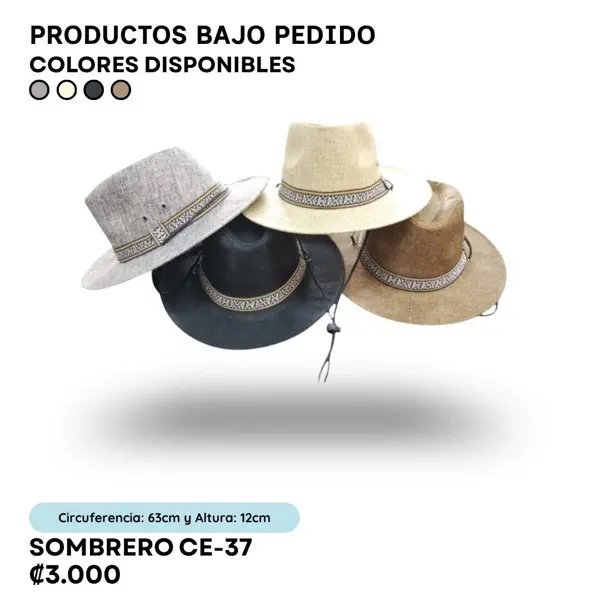 PRODUCTOS BAJO PEDIDO
COLORES DISPONIBLES
Circuferencia: 63cm y Altura: 12cm
SOMBRERO CE-37
₡3.000